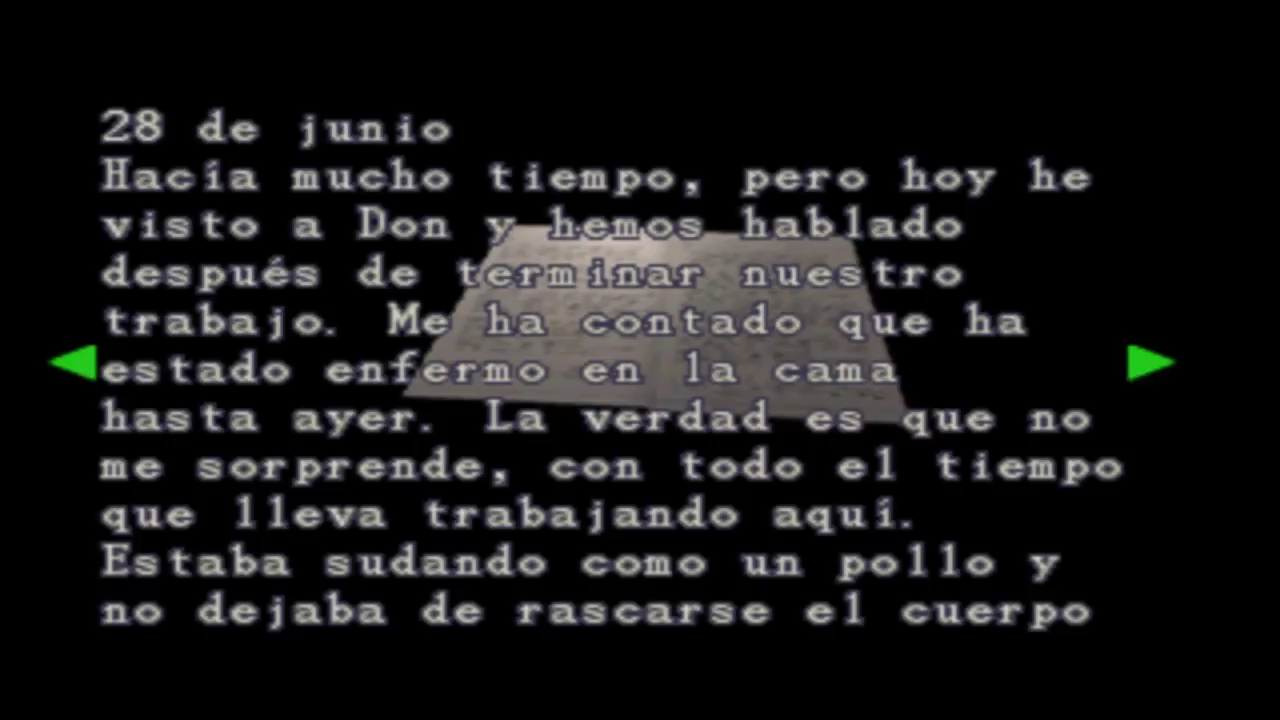 28 de junio
Hacía mucho tiempo, pero hoy he
visto a Don y hemos hablado
después de terminar nuestro
trabajo. Me ha contado que ha
estado enfermo en la cama
hasta ayer. La verdad es que no
me sorprende, con todo el tiempo
que lleva trabajando aquí.
Estaba sudando como un pollo y
no dejaba de rascarse el cuerpo